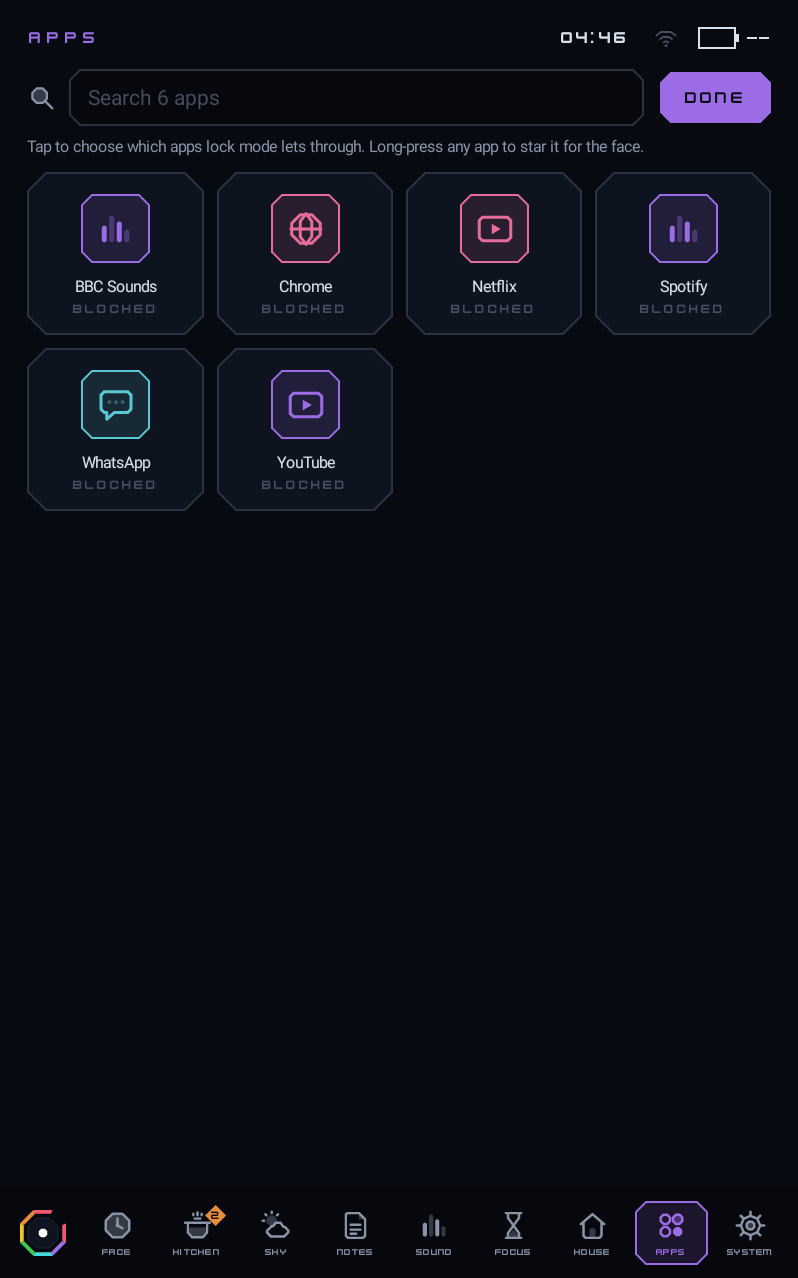 APPS
04:46
--
Search 6 apps
DONE
Tap to choose which apps lock mode lets through. Long-press any app to star it for the face.
BBC Sounds
BLOCKED
Chrome
BLOCKED
Netflix
BLOCKED
Spotify
BLOCKED
WhatsApp
BLOCKED
YouTube
BLOCKED
FACE
2
KITCHEN
SKY
NOTES
SOUND
FOCUS
HOUSE
APPS
SYSTEM